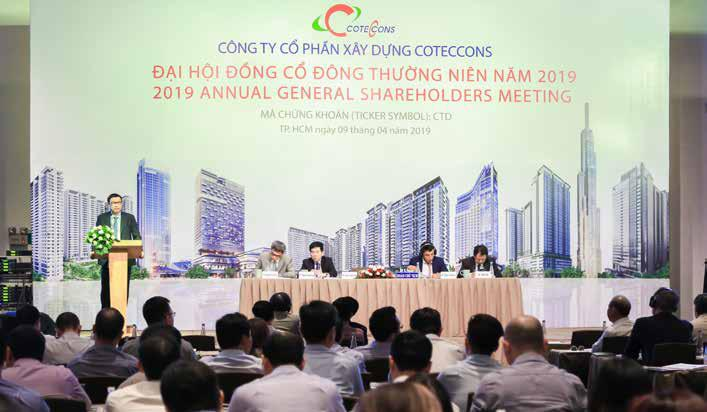 COTECCONS
CÔNG TY CỔ PHẦN XÂY DỰNG COTECCONS
ĐẠI HỘI ĐỒNG CỔ ĐÔNG THƯỜNG NIÊN NĂM 2019
2019 ANNUAL GENERAL SHAREHOLDERS MEETING
MÃ CHỨNG KHOÁN (TICKER SYMBOL): CTD
TP. HCM ngày 09 tháng 04 năm 2019